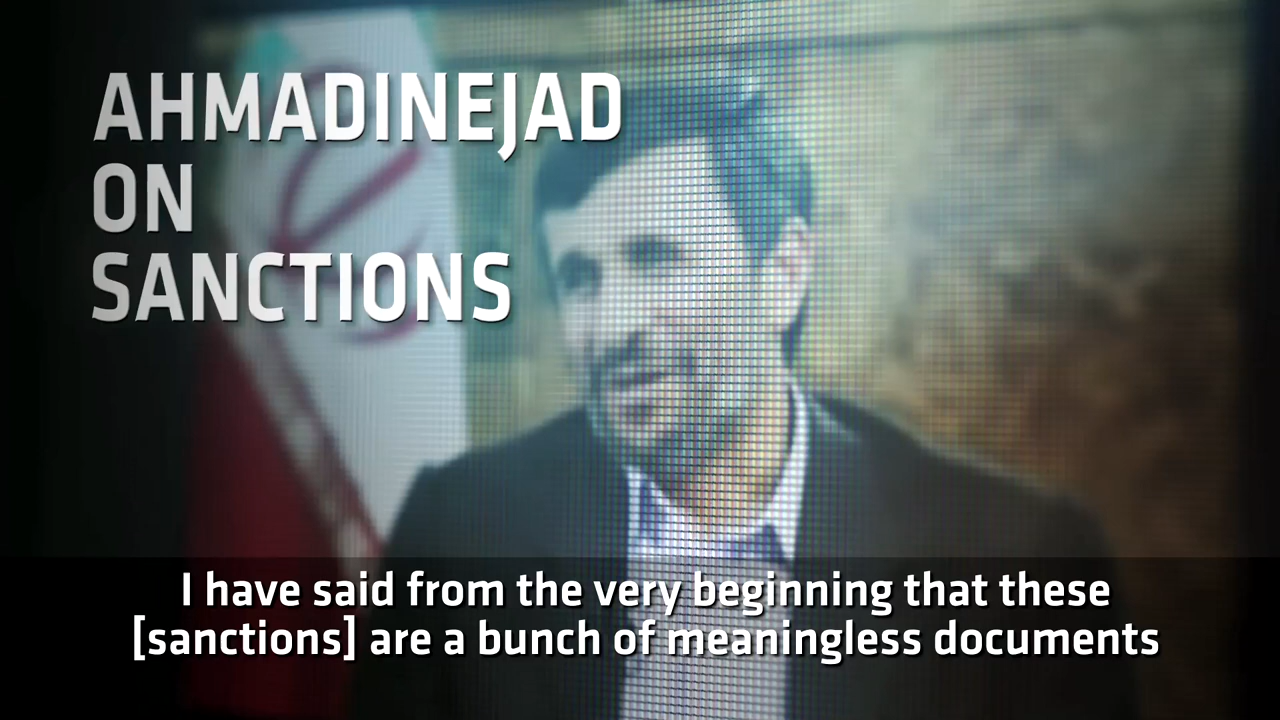 AHMADINEJAD
ON
SANCTIONS
I have said from the very beginning that these
[sanctions] are a bunch of meaningless documents